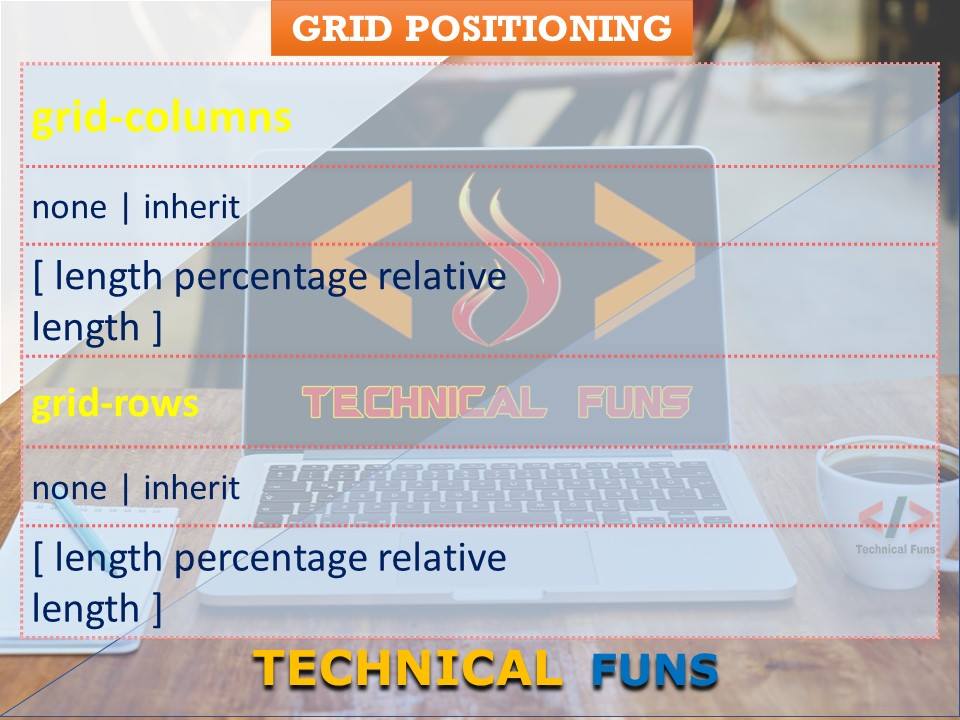 GRID POSITIONING
grid-columns
none | inherit
[ length percentage relative
length ]
grid-rows
TECHNICAL FUNS
none | inherit
[ length percentage relative
length ]
</>
Technical Funs
TECHNICAL FUNS